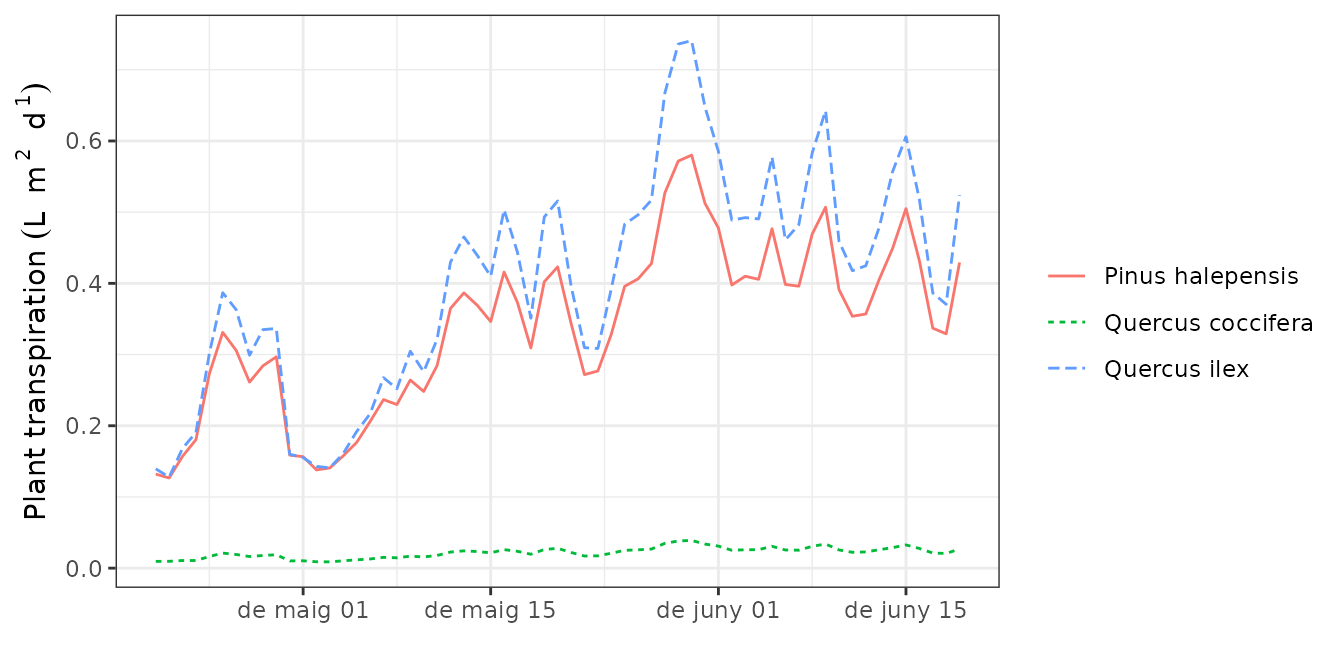 Plant transpiration (L m² d¹)
0.6
0.4
0.2
0.0
de maig 01
de maig 15
de juny 01
de juny 15
Pinus halepensis
Quercus coccifera
Quercus ilex